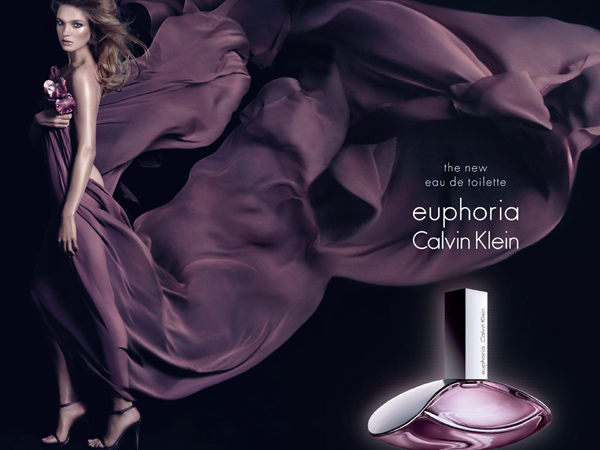 the new
eau de toilette
euphoria
Calvin Klein
euphoria Calvin Klein